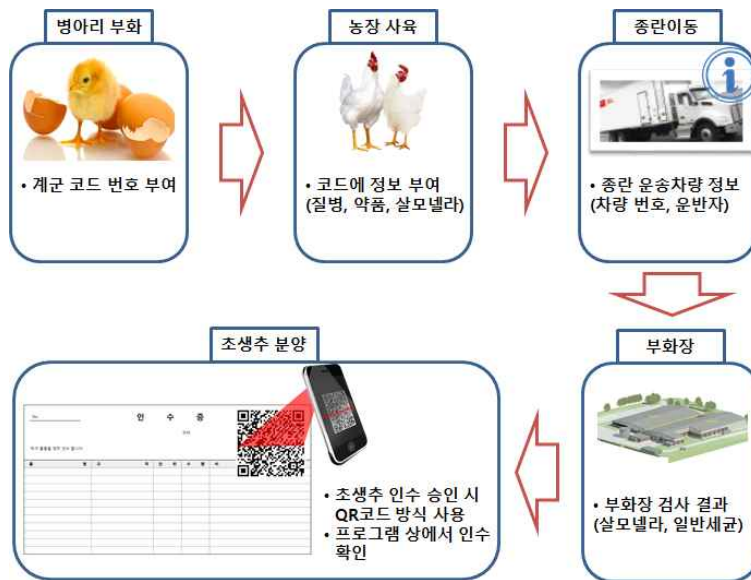 병아리 부화
• 계군 코드 번호 부여
농장 사육
• 코드에 정보 부여
(질병, 약품, 살모넬라)
종란이동
• 종란 운송차량 정보
(차량 번호, 운반자)
부화장
• 부화장 검사 결과
(살모넬라, 일반세균)
초생추 분양
인 수 증
• 초생추 인수 승인 시
QR코드 방식 사용
• 프로그램 상에서 인수
확인